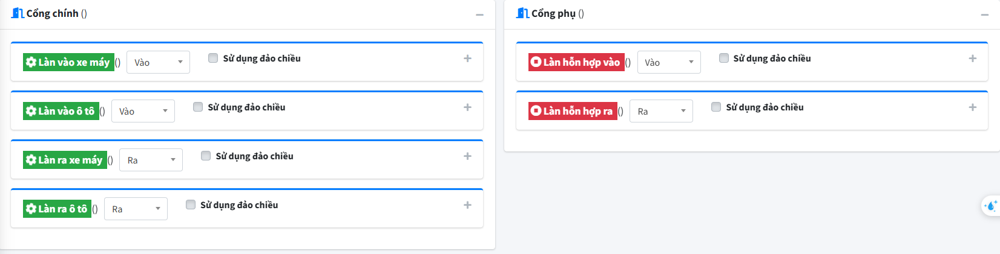 Cổng chính ()
Làn vào xe máy () Vào Sử dụng đảo chiều
Làn vào ô tô () Vào Sử dụng đảo chiều
Làn ra xe máy () Ra Sử dụng đảo chiều
Làn ra ô tô () Ra Sử dụng đảo chiều
Cổng phụ ()
Làn hỗn hợp vào () Vào Sử dụng đảo chiều
Làn hỗn hợp ra () Ra Sử dụng đảo chiều